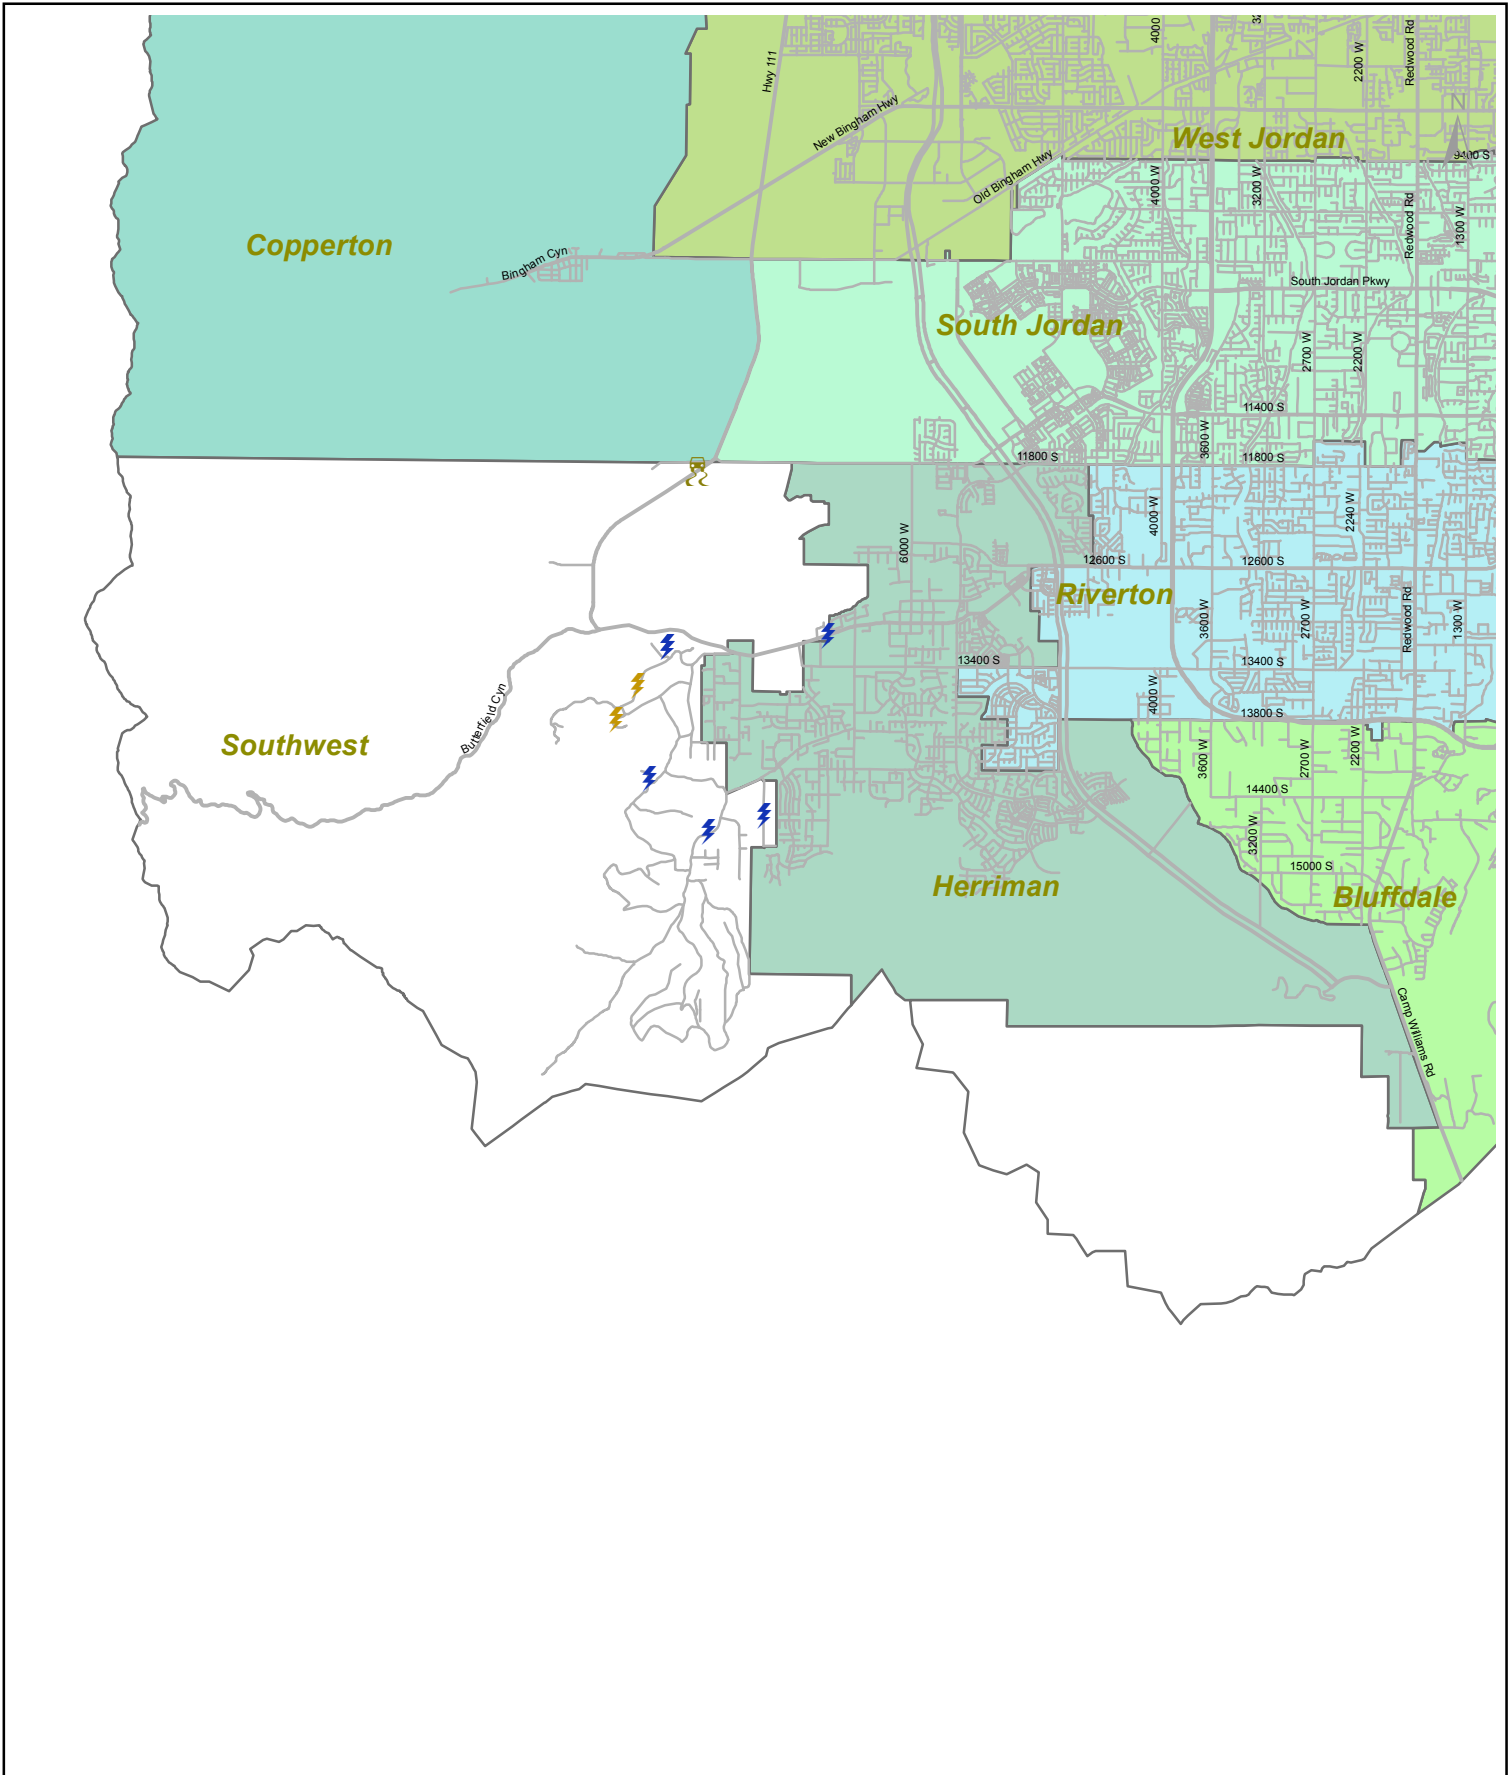 4000
32
2200 W
Redwood Rd
Hwy 111
New Bingham Hwy
N
West Jordan
9400 S
Old Bingham Hwy
4000 W
3200 W
Redwood Rd
1300 W
Copperton
Bingham Cyn
South Jordan Pkwy
South Jordan
2700 W
2200 W
11400 S
3600 W
11800 S
11800 S
6000 W
4000 W
2240 W
12600 S
12600 S
Riverton
3600 W
2700 W
Redwood Rd
1300 W
13400 S
13400 S
4000 W
13800 S
Butterfield Cyn
Southwest
3600 W
2700 W
2200 W
14400 S
3200 W
15000 S
Herriman
Bluffdale
Camp Williams Rd